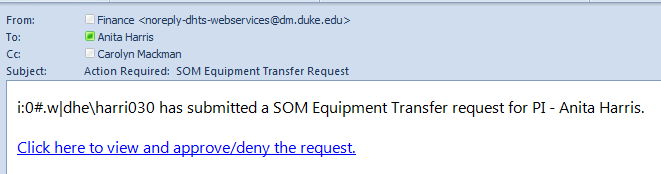 From: Finance <noreply-dhts-webservices@dm.duke.edu>
To: Anita Harris
Cc: Carolyn Mackman
Subject: Action Required: SOM Equipment Transfer Request
i:0#.w|dhe\harri030 has submitted a SOM Equipment Transfer request for PI - Anita Harris.
Click here to view and approve/deny the request.